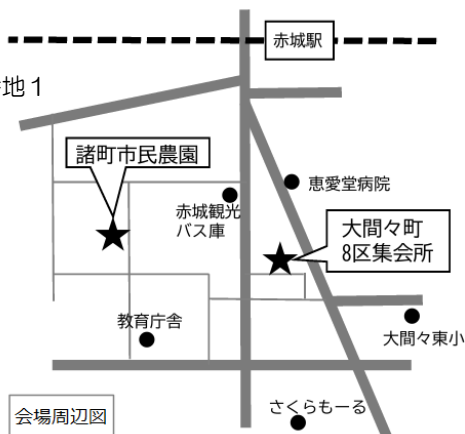 赤城駅
地1
諸町市民農園
恵愛堂病院
赤城観光
バス庫
大間々町
8区集会所
教育庁舎
大間々東小
さくらもーる
会場周辺図